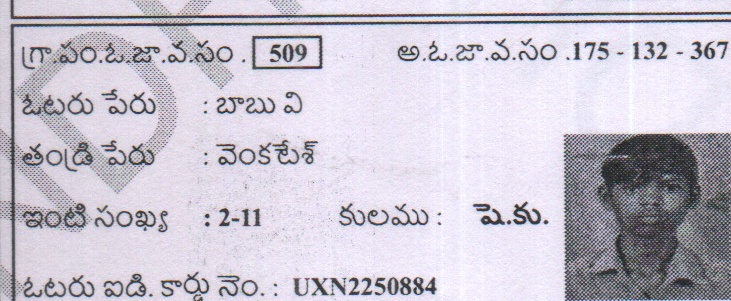 గ్రా.పం.ఓ.జా.వ.సం . 509 అ.ఓ.జా.వ.సం .175 - 132 - 367
ఓటరు పేరు : బాబు వి
తండ్రి పేరు : వెంకటేశ్
ఇంటి సంఖ్య : 2-11 కులము : షె.కు.
ఓటరు ఐడి. కార్డు నెం. : UXN2250884